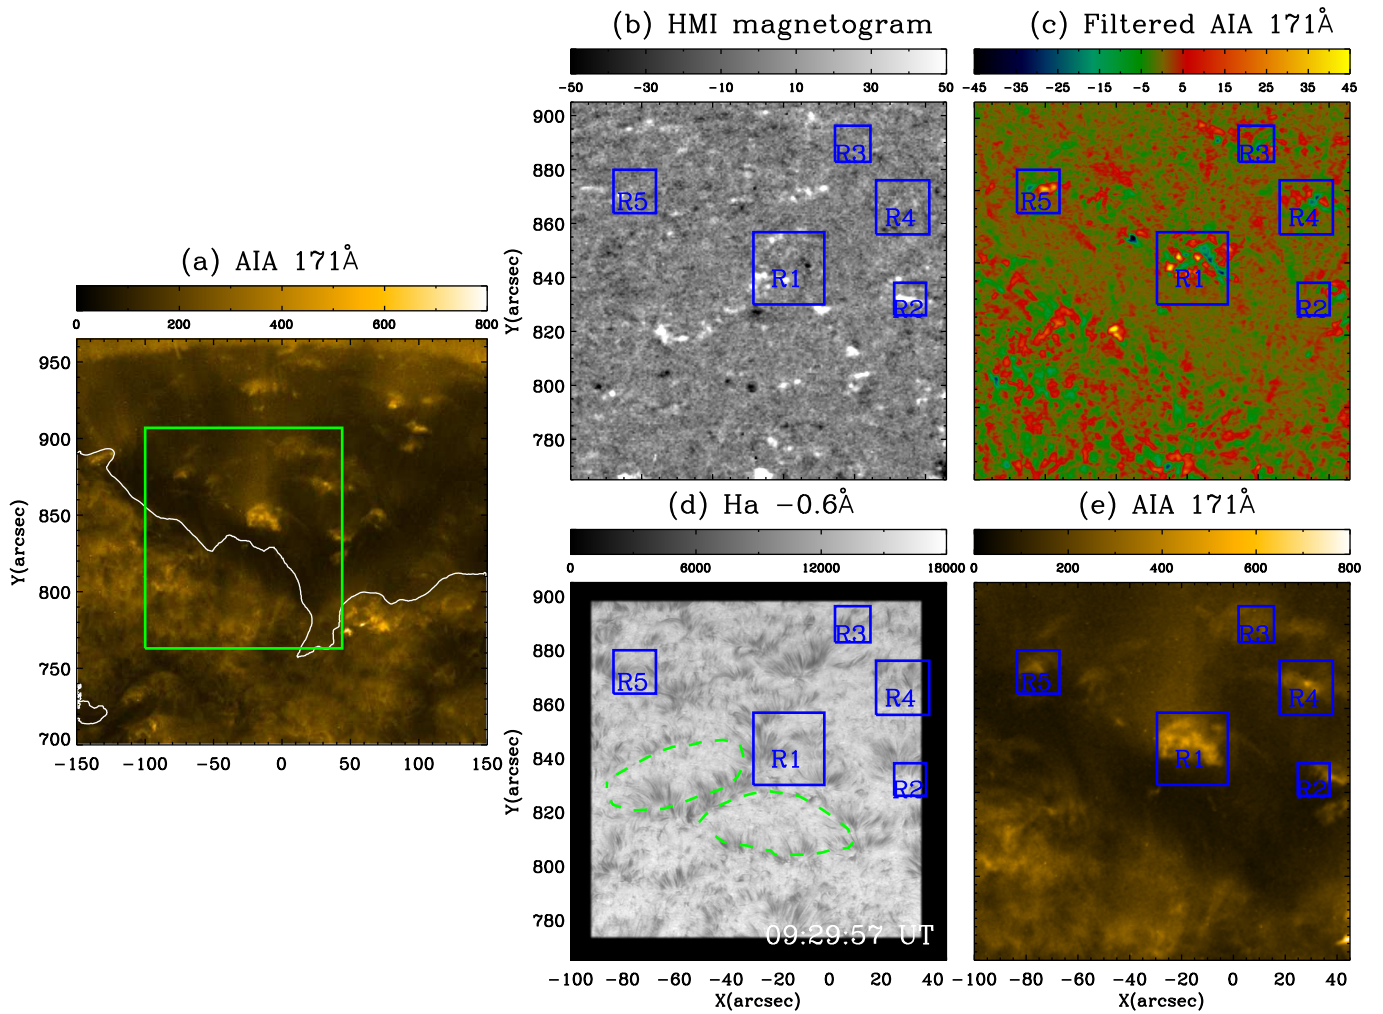 (a) AIA 171Å
0 200 400 600 800
Y(arcsec)
950
900
850
800
750
700
-150 -100 -50 0 50 100 150
(b) HMI magnetogram
-50 -30 -10 10 30 50
Y(arcsec)
900
880
860
840
820
800
780
R3
R5
R4
R1
R2
(c) Filtered AIA 171Å
-45 -35 -25 -15 -5 5 15 25 35 45
R3
R5
R4
R1
R2
(d) Ha -0.6Å
0 6000 12000 18000
Y(arcsec)
900
880
860
840
820
800
780
R3
R5
R4
R1
R2
09:29:57 UT
-100 -80 -60 -40 -20 0 20 40
X(arcsec)
(e) AIA 171Å
0 200 400 600 800
R3
R5
R4
R1
R2
-100 -80 -60 -40 -20 0 20 40
X(arcsec)